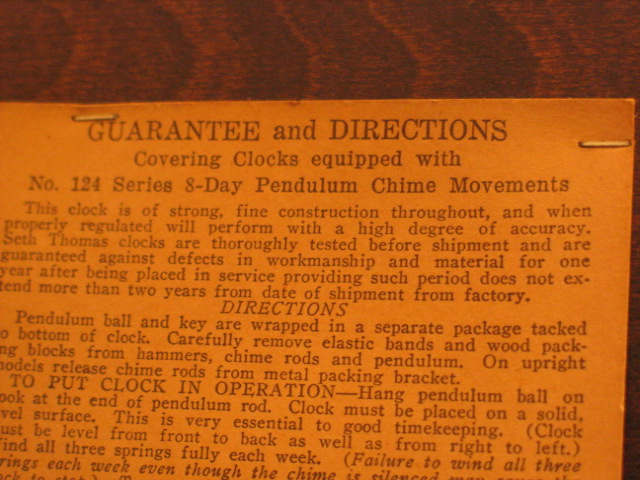 GUARANTEE and DIRECTIONS
Covering Clocks equipped with
No. 124 Series 8-Day Pendulum Chime Movements
This clock is of strong, fine construction throughout, and when
properly regulated will perform with a high degree of accuracy.
Seth Thomas clocks are thoroughly tested before shipment and are
guaranteed against defects in workmanship and material for one
year after being placed in service providing such period does not ex-
tend more than two years from date of shipment from factory.
DIRECTIONS
Pendulum ball and key are wrapped in a separate package tacked
o bottom of clock. Carefully remove elastic bands and wood pack-
ng blocks from hammers, chime rods and pendulum. On upright
models release chime rods from metal packing bracket.
TO PUT CLOCK IN OPERATION—Hang pendulum ball on
ook at the end of pendulum rod. Clock must be placed on a solid,
vel surface. This is very essential to good timekeeping. (Clock
ust be level from front to back as well as from right to left.)
ind all three springs fully each week. (Failure to wind all three
rings each week even though the chime is silenced may cause the